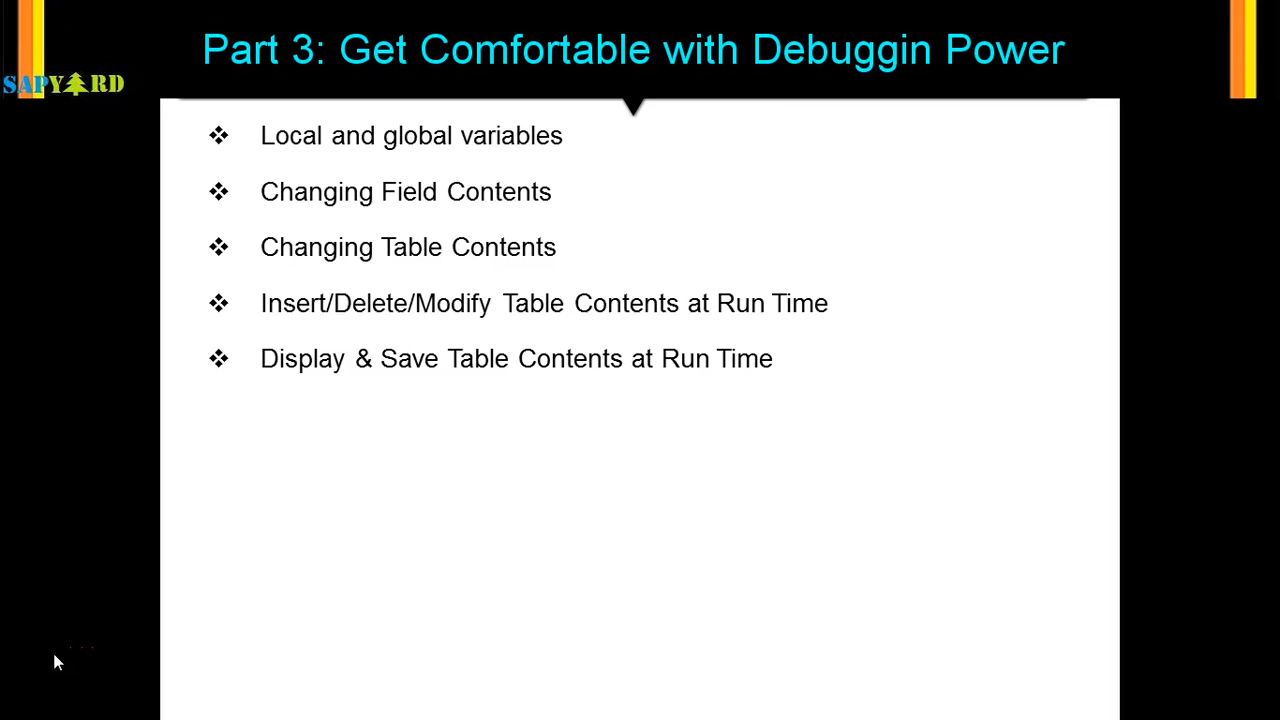 Part 3: Get Comfortable with Debuggin Power
SAPYARD
Local and global variables
Changing Field Contents
Changing Table Contents
Insert/Delete/Modify Table Contents at Run Time
Display & Save Table Contents at Run Time